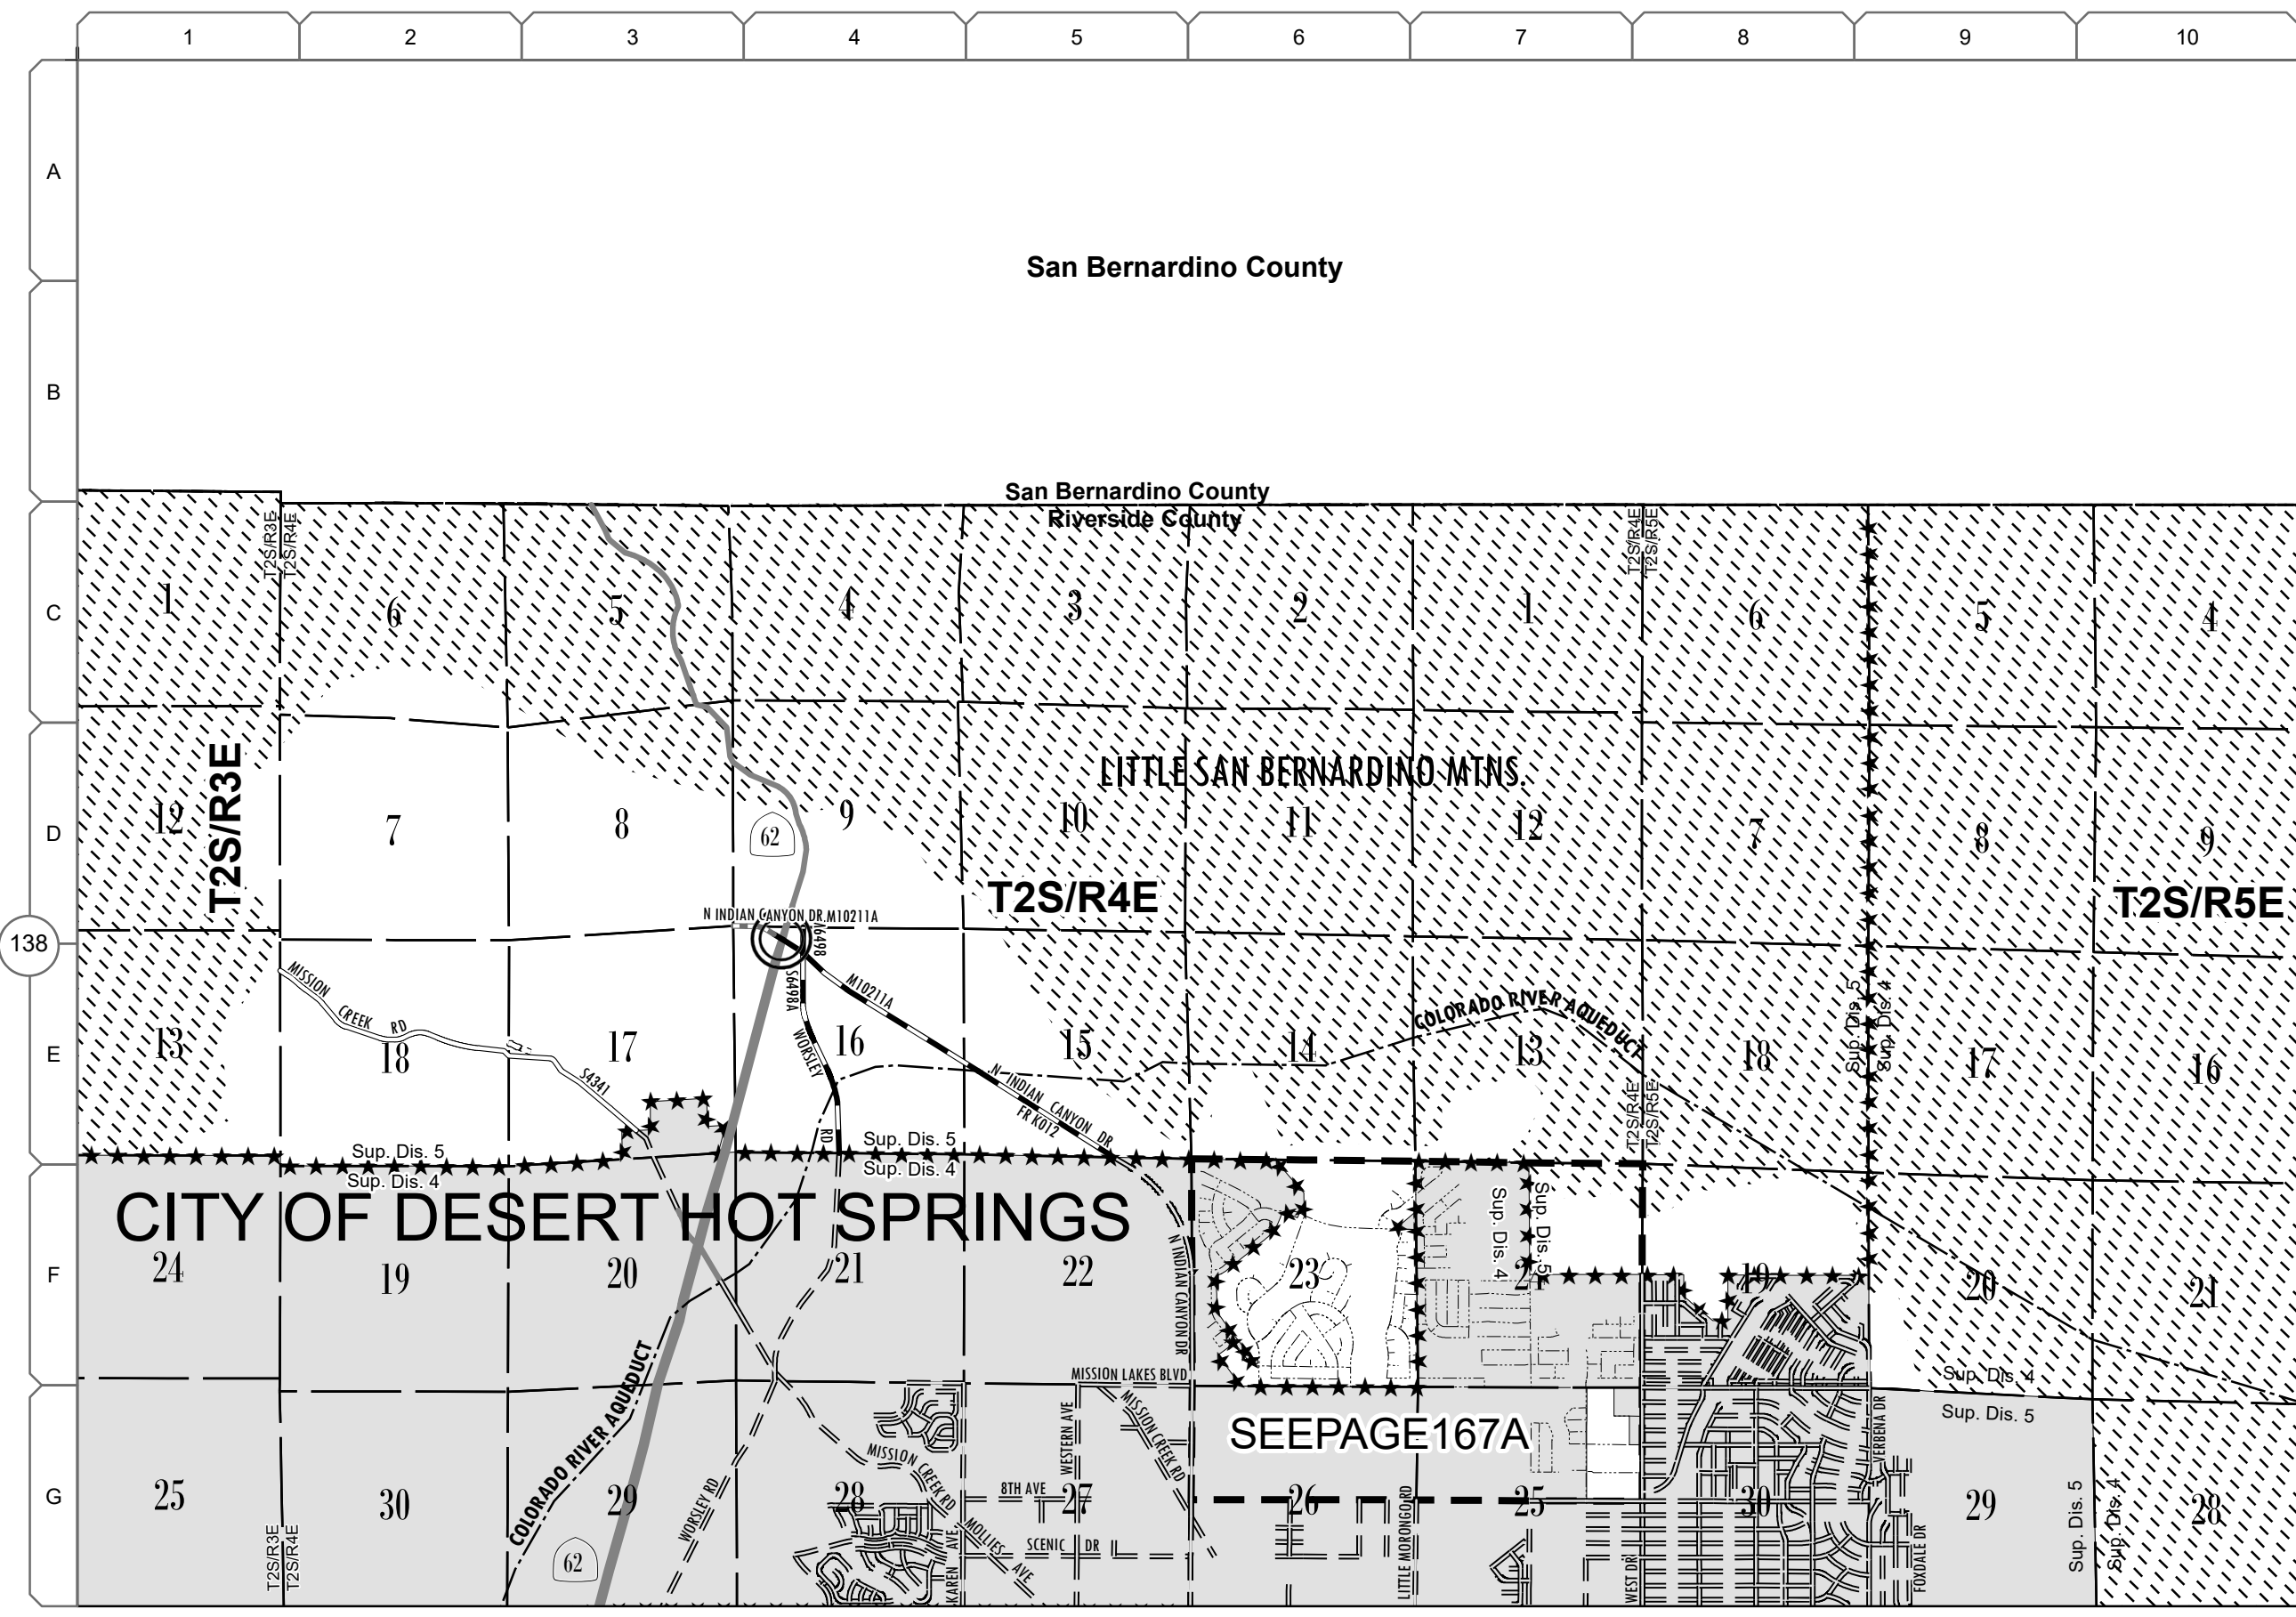 1 2 3 4 5 6 7 8 9 10
A
San Bernardino County
B
San Bernardino County
Riverside County
T2S/R3E
T2S/R4E
T2S/R4E
T2S/R5E
C
1 6 5 4 3 2 1 6 5 4
LITTLE SAN BERNARDINO MTNS.
T2S/R3E
D
12 7 8 62 9 10 11 12 7 8 9
T2S/R4E
T2S/R5E
N INDIAN CANYON DR M10211A
138
A6498
S6498A
M10211A
MISSION CREEK RD
COLORADO RIVER AQUEDUCT
Sup. Dis. 5
Sup. Dis. 4
WORSLEY RD
E
13 18 17 16 15 14 13 18 17 16
S4341
N INDIAN CANYON DR
FR K012
T2S/R4E
T2S/R5E
Sup. Dis. 5
Sup. Dis. 4
Sup. Dis. 5
Sup. Dis. 4
CITY OF DESERT HOT SPRINGS
Sup. Dis. 4
Sup. Dis. 5
F
24 19 20 21 22 23 24 19 20 21
N INDIAN CANYON DR
COLORADO RIVER AQUEDUCT
MISSION LAKES BLVD
Sup. Dis. 4
Sup. Dis. 5
SEEPAGE167A
WESTERN AVE
MISSION CREEK RD
VERBENA DR
MISSION CREEK RD
WORSLEY RD
8TH AVE
G
25 30 29 28 27 26 25 30 29 28
LITTLE MORONGO RD
Sup. Dis. 5
Sup. Dis. 4
T2S/R3E
T2S/R4E
62
KAREN AVE
MOLLIES AVE
SCENIC DR
WEST DR
FOXDALE DR